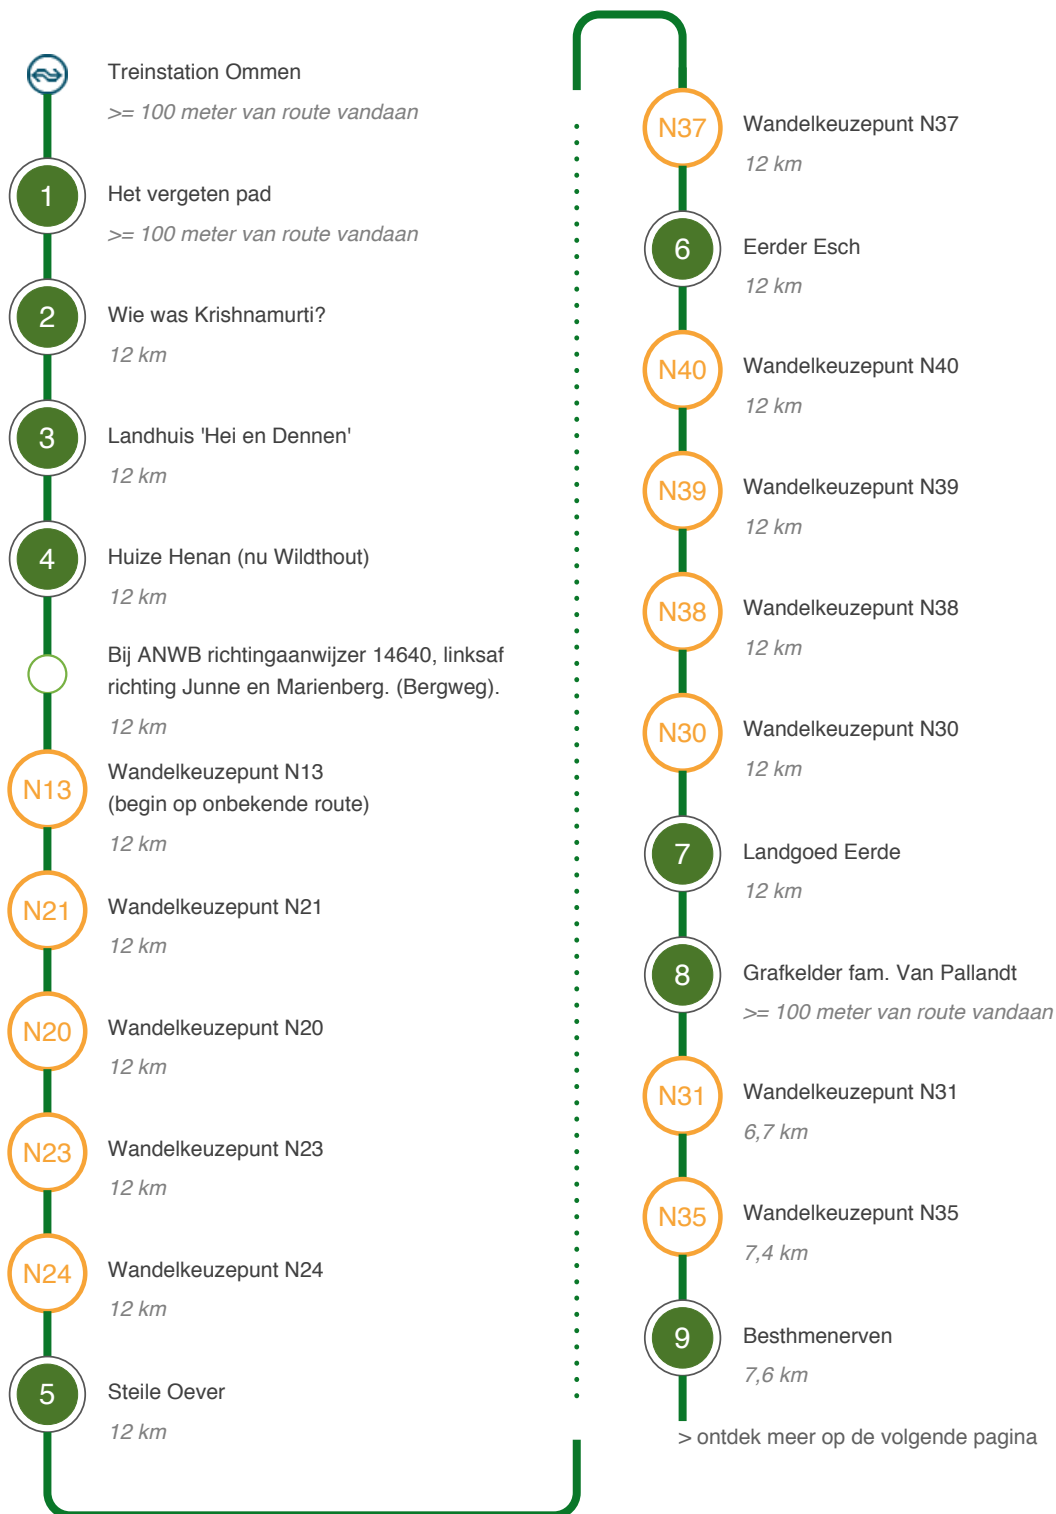 Treinstation Ommen
>= 100 meter van route vandaan
1
Het vergeten pad
>= 100 meter van route vandaan
2
Wie was Krishnamurti?
12 km
3
Landhuis 'Hei en Dennen'
12 km
4
Huize Henan (nu Wildthout)
12 km
Bij ANWB richtingaanwijzer 14640, linksaf
richting Junne en Marienberg. (Bergweg).
12 km
N13
Wandelkeuzepunt N13
(begin op onbekende route)
12 km
N21
Wandelkeuzepunt N21
12 km
N20
Wandelkeuzepunt N20
12 km
N23
Wandelkeuzepunt N23
12 km
N24
Wandelkeuzepunt N24
12 km
5
Steile Oever
12 km
N37
Wandelkeuzepunt N37
12 km
6
Eerder Esch
12 km
N40
Wandelkeuzepunt N40
12 km
N39
Wandelkeuzepunt N39
12 km
N38
Wandelkeuzepunt N38
12 km
N30
Wandelkeuzepunt N30
12 km
7
Landgoed Eerde
12 km
8
Grafkelder fam. Van Pallandt
>= 100 meter van route vandaan
N31
Wandelkeuzepunt N31
6,7 km
N35
Wandelkeuzepunt N35
7,4 km
9
Besthmenerven
7,6 km
> ontdek meer op de volgende pagina